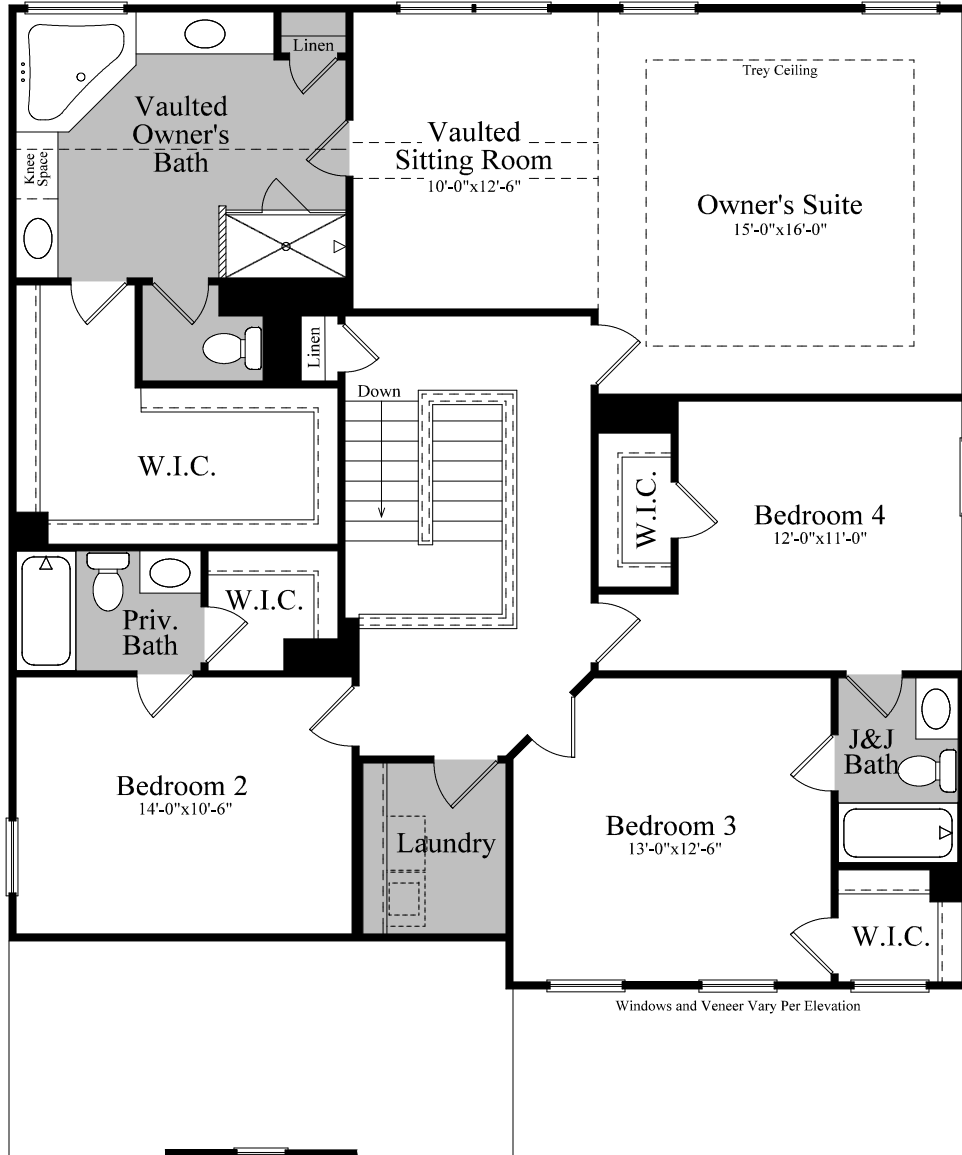 Linen
Trey Ceiling
Vaulted
Owner's
Bath
Vaulted
Sitting Room
10'-0"x12'-6"
Knee
Space
Owner's Suite
15'-0"x16'-0"
Linen
Down
W.I.C.
W.I.C.
Bedroom 4
12'-0"x11'-0"
W.I.C.
Priv.
Bath
J&J
Bath
Bedroom 2
14'-0"x10'-6"
Laundry
Bedroom 3
13'-0"x12'-6"
W.I.C.
Windows and Veneer Vary Per Elevation